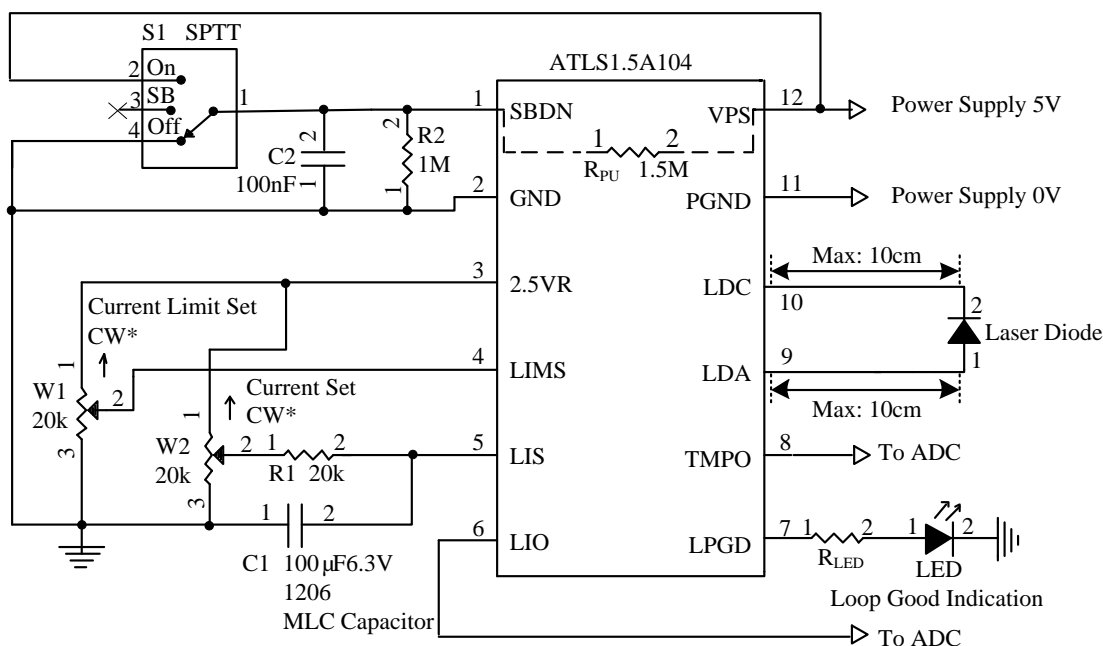 S1 SPTT
ATLS1.5A104
2 On
3 SB
4 Off
1
1 SBDN
VPS 12
Power Supply 5V
2
C2
100nF
1
2
R2
1M
1
1 2
R_PU 1.5M
2 GND
PGND 11
Power Supply 0V
3 2.5VR
LDC 10
Max: 10cm
2
Laser Diode
1
Current Limit Set
CW*
4 LIMS
LDA 9
Max: 10cm
1
W1
20k
2
3
Current Set
CW*
1
W2
20k
2
3
1 2
R1 20k
5 LIS
TMPO 8
To ADC
1 2
C1 100µF6.3V
1206
MLC Capacitor
6 LIO
LPGD 7
1 2
R_LED
1 2
LED
Loop Good Indication
To ADC